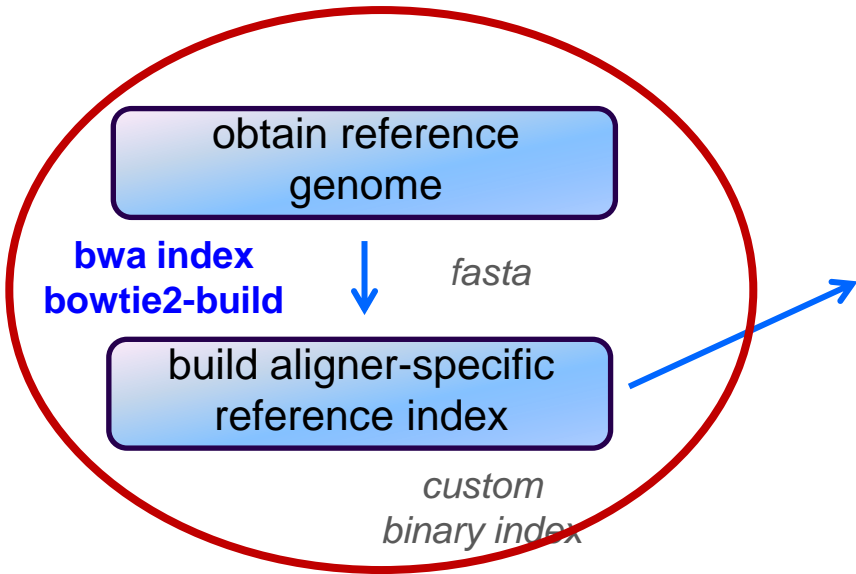 obtain reference
genome
bwa index
bowtie2-build
fasta
build aligner-specific
reference index
custom
binary index